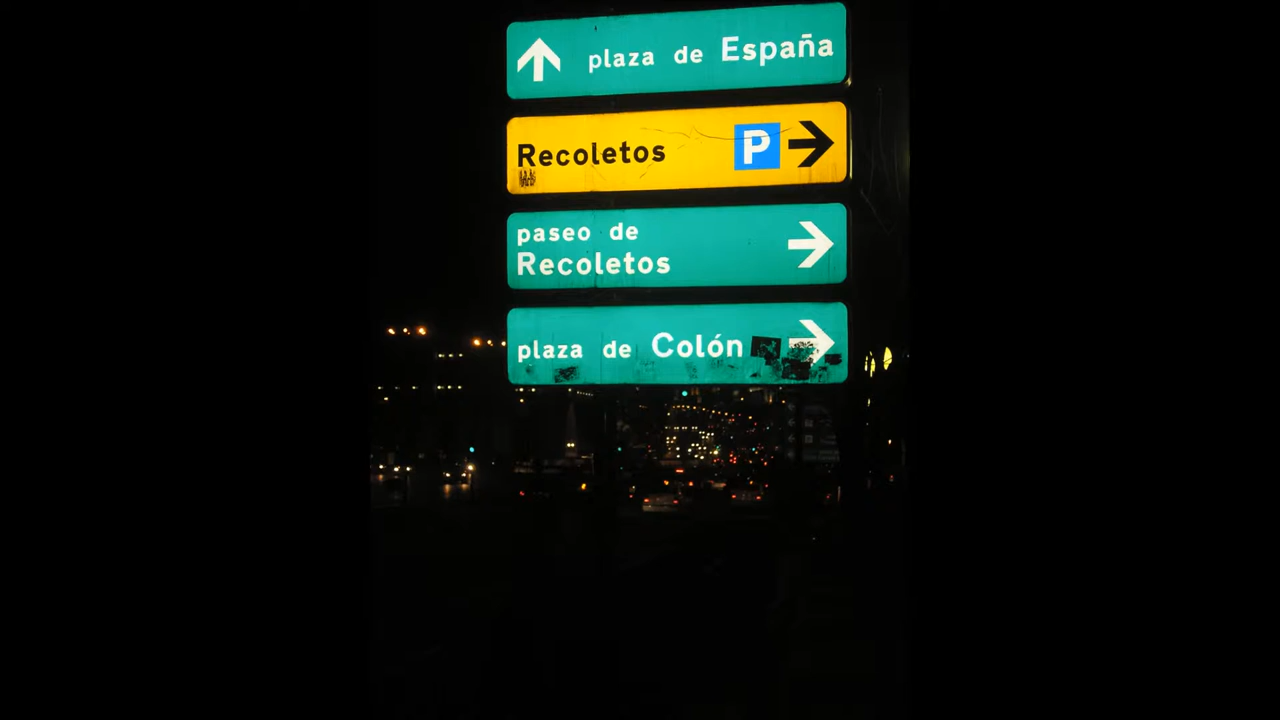 plaza de España
Recoletos P
paseo de
Recoletos
plaza de Colón